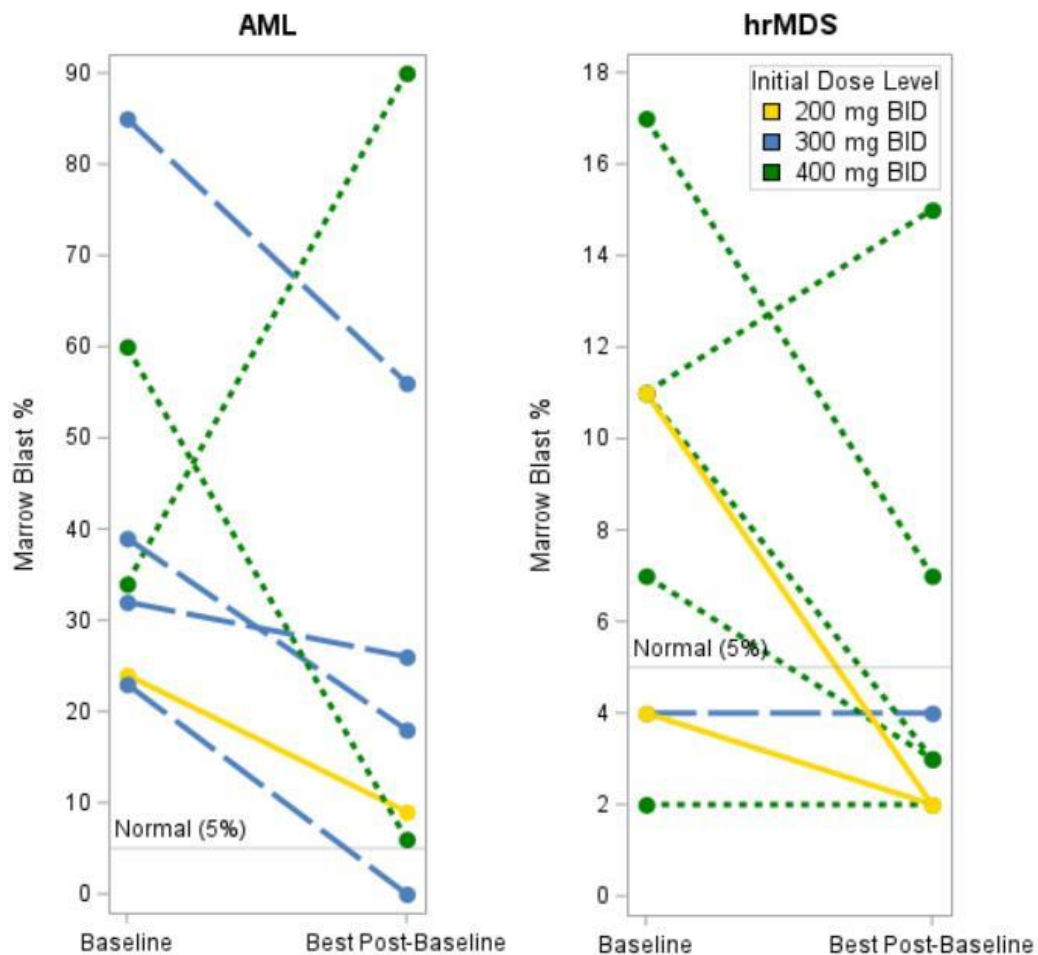 AML
90
80
70
60
50
40
30
20
10
0
Marrow Blast %
Normal (5%)
Baseline
Best Post-Baseline
hrMDS
18
16
14
12
10
8
6
4
2
0
Marrow Blast %
Initial Dose Level
200 mg BID
300 mg BID
400 mg BID
Normal (5%)
Baseline
Best Post-Baseline